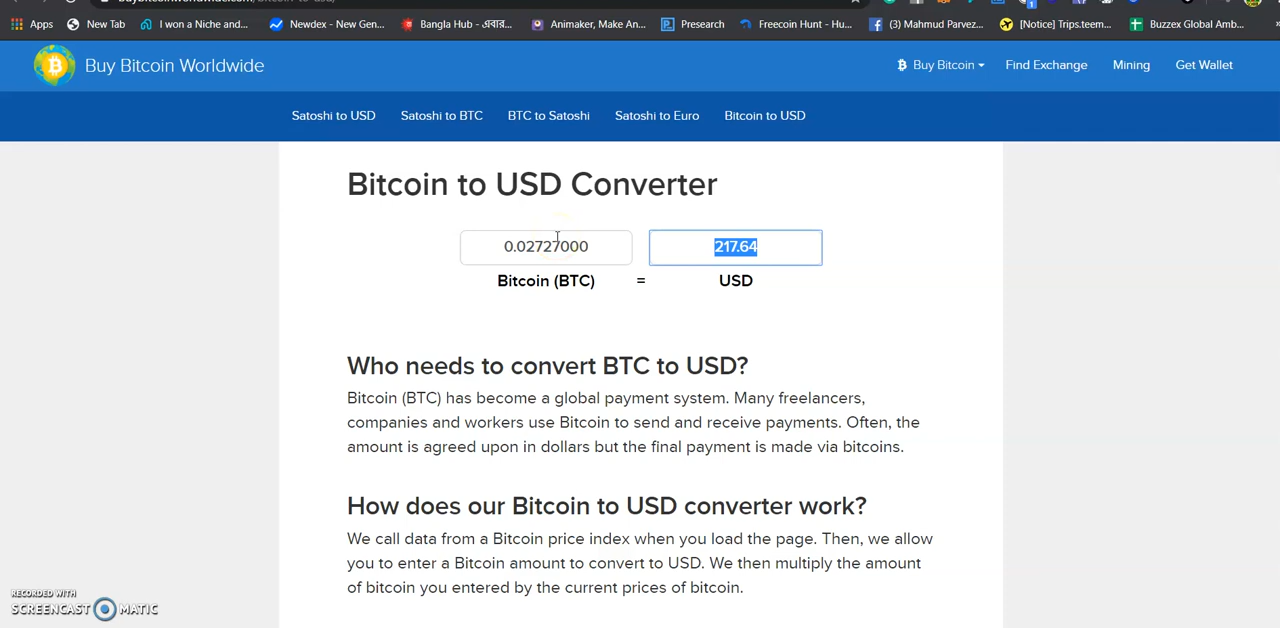 Apps New Tab I won a Niche and... Newdex - New Gen... Bangla Hub - এবার... Animaker, Make An... Presearch Freecoin Hunt - Hu... (3) Mahmud Parvez... [Notice] Trips.teem... Buzzex Global Amb...
Buy Bitcoin Worldwide Buy Bitcoin Find Exchange Mining Get Wallet
Satoshi to USD Satoshi to BTC BTC to Satoshi Satoshi to Euro Bitcoin to USD
Bitcoin to USD Converter
0.02727000 217.64
Bitcoin (BTC) = USD
Who needs to convert BTC to USD?
Bitcoin (BTC) has become a global payment system. Many freelancers,
companies and workers use Bitcoin to send and receive payments. Often, the
amount is agreed upon in dollars but the final payment is made via bitcoins.
How does our Bitcoin to USD converter work?
We call data from a Bitcoin price index when you load the page. Then, we allow
you to enter a Bitcoin amount to convert to USD. We then multiply the amount
of bitcoin you entered by the current prices of bitcoin.
RECORDED WITH
SCREENCAST MATIC